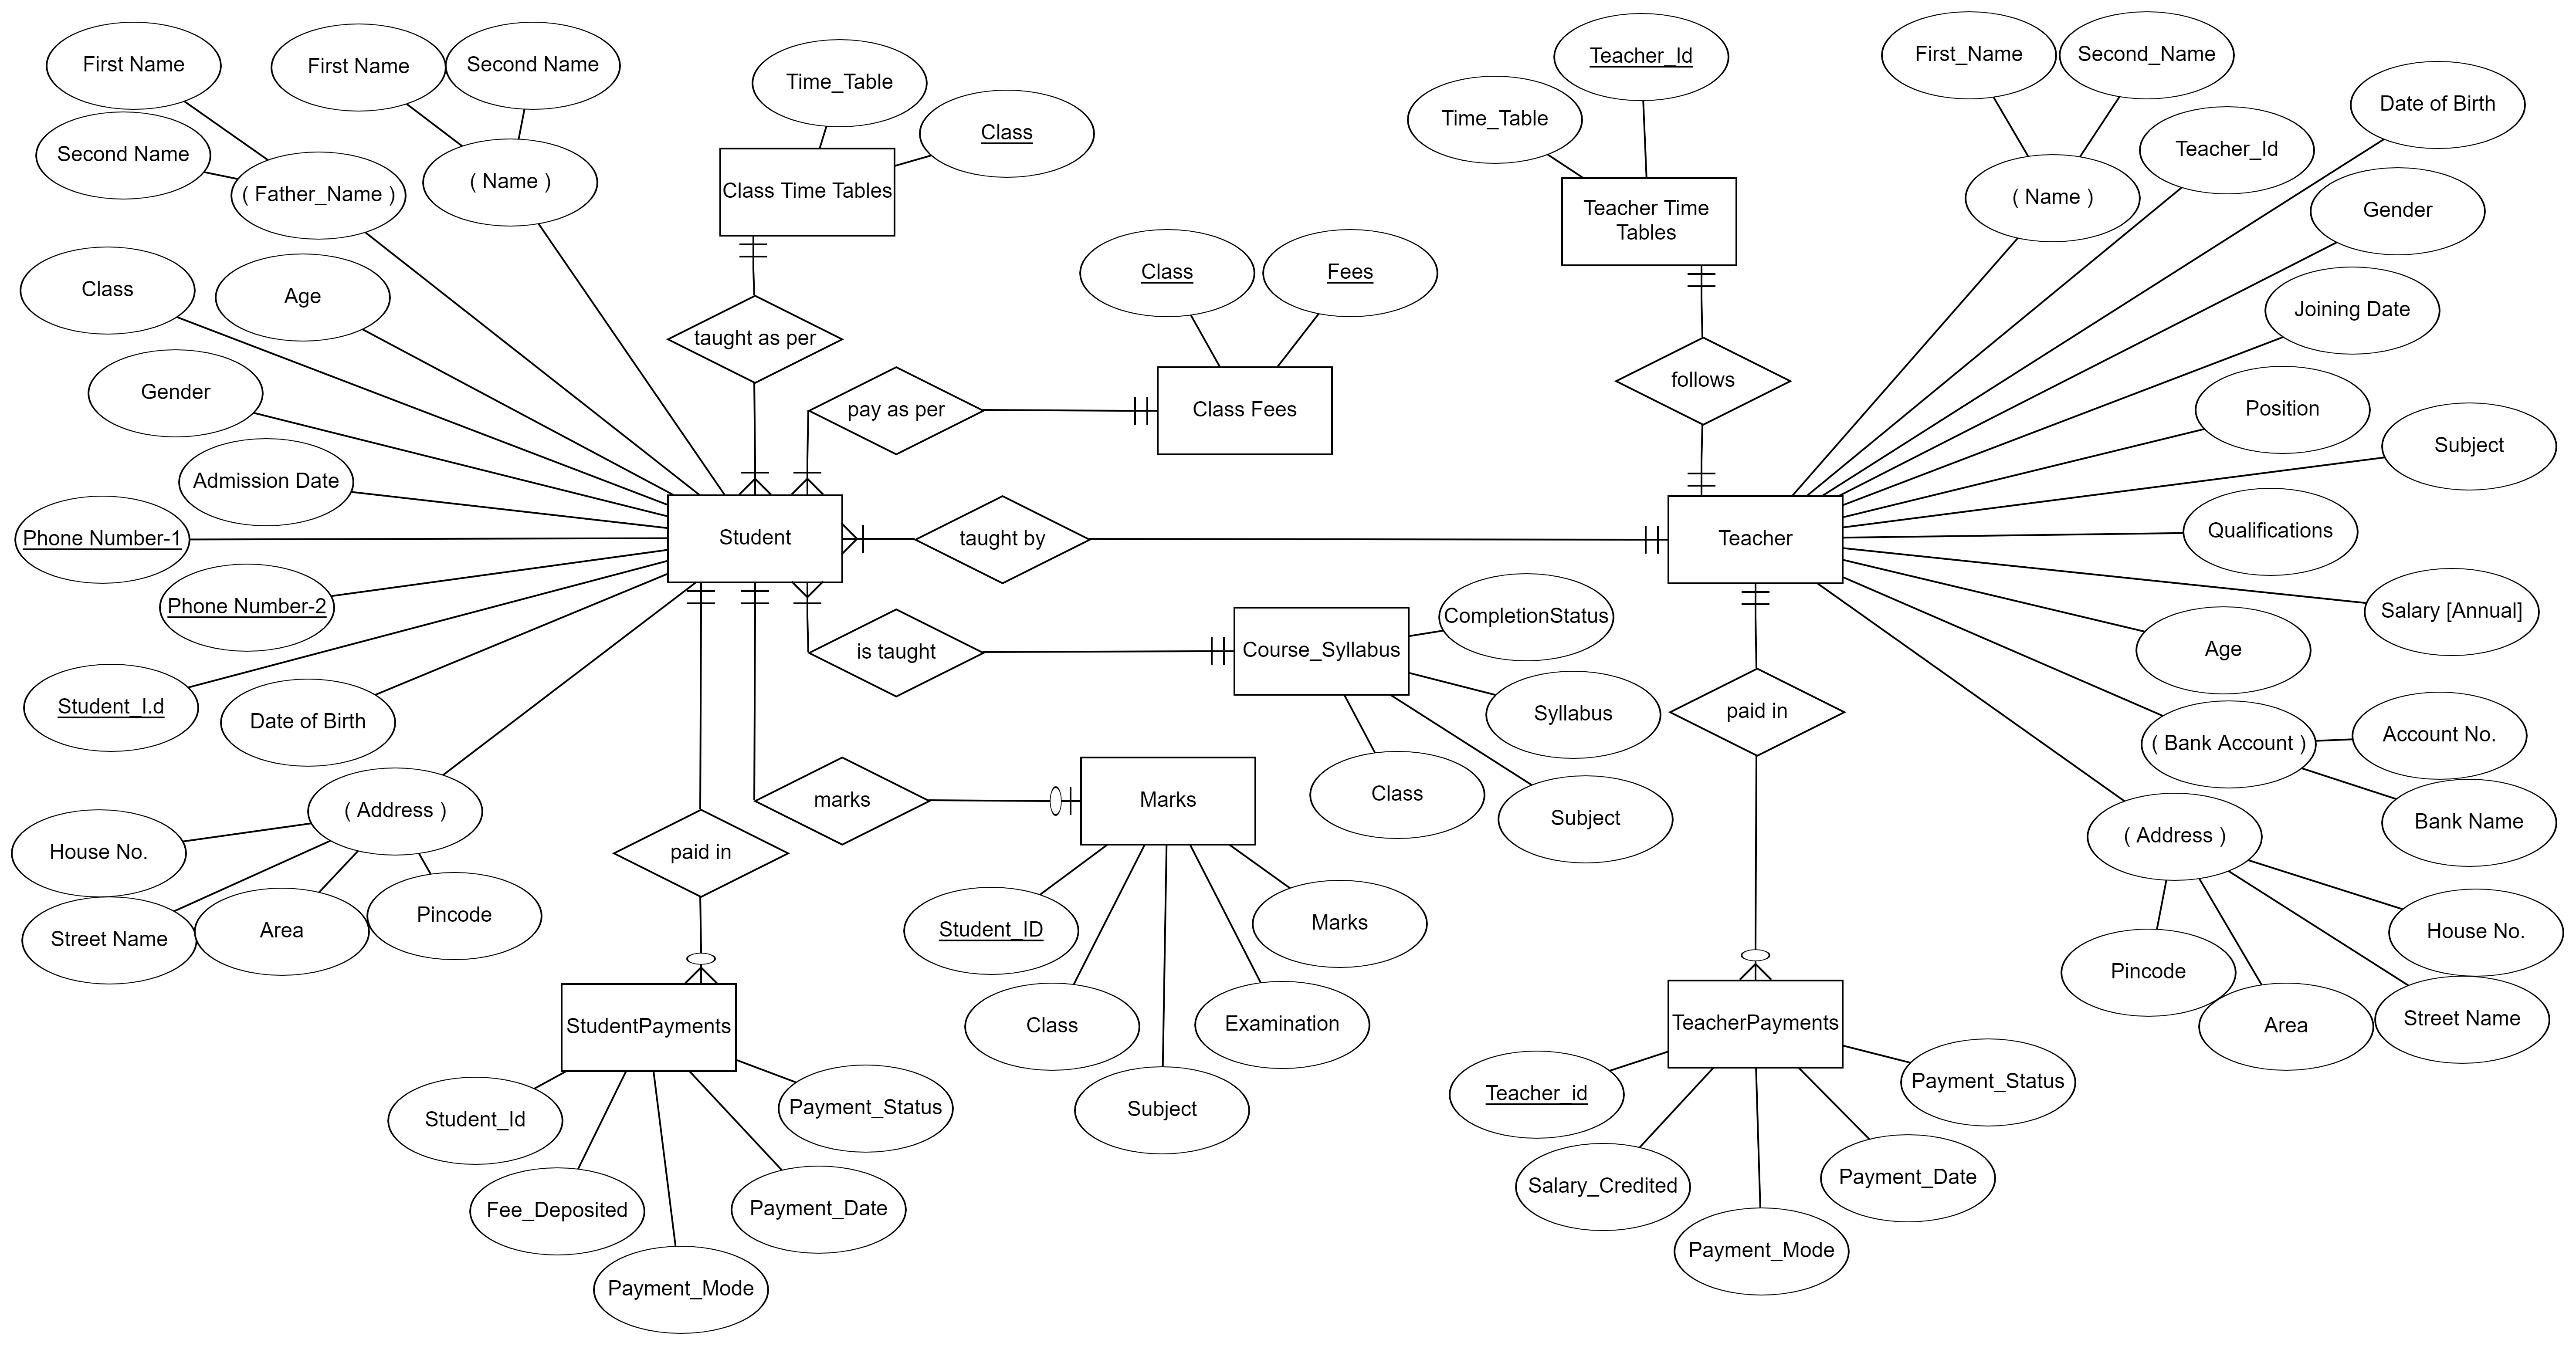 First Name
Second Name
( Father_Name )
First Name
Second Name
( Name )
Class
Age
Gender
Admission Date
Phone Number-1
Phone Number-2
Student_I.d
Date of Birth
( Address )
House No.
Street Name
Area
Pincode
Student
Time_Table
Class
Class Time Tables
taught as per
pay as per
Class
Fees
Class Fees
taught by
is taught
Course_Syllabus
CompletionStatus
Syllabus
Class
Subject
marks
Marks
Student_ID
Class
Subject
Examination
Marks
paid in
StudentPayments
Student_Id
Fee_Deposited
Payment_Mode
Payment_Date
Payment_Status
Teacher_Id
Time_Table
Teacher Time
Tables
follows
Teacher
First_Name
Second_Name
( Name )
Teacher_Id
Date of Birth
Gender
Joining Date
Position
Subject
Qualifications
Salary [Annual]
Age
( Bank Account )
Account No.
Bank Name
( Address )
House No.
Street Name
Area
Pincode
paid in
TeacherPayments
Teacher_id
Salary_Credited
Payment_Mode
Payment_Date
Payment_Status